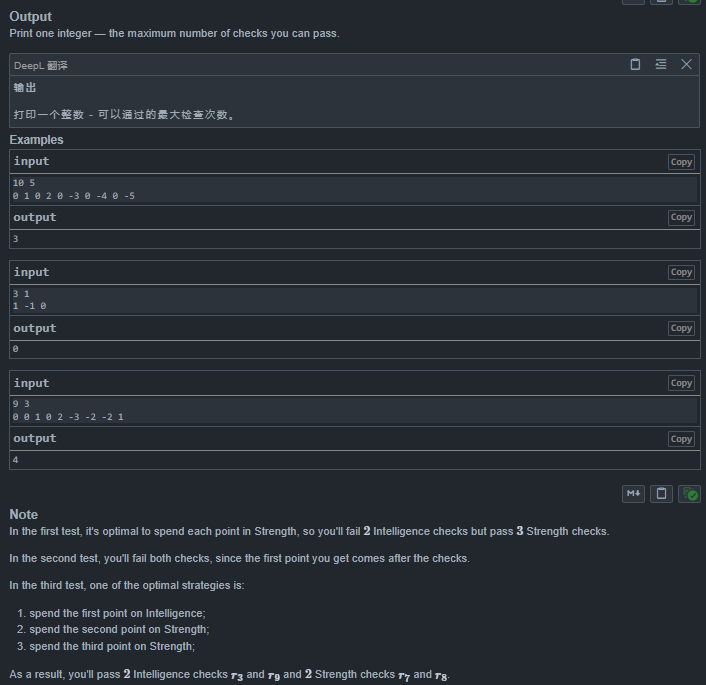 Output
Print one integer — the maximum number of checks you can pass.
DeepL 翻译
输出
打印一个整数 - 可以通过的最大检查次数。
Examples
input
Copy
10 5
0 1 0 2 0 -3 0 -4 0 -5
output
Copy
3
input
Copy
3 1
1 -1 0
output
Copy
0
input
Copy
9 3
0 0 1 0 2 -3 -2 -2 1
output
Copy
4
M↓
Note
In the first test, it's optimal to spend each point in Strength, so you'll fail 2 Intelligence checks but pass 3 Strength checks.
In the second test, you'll fail both checks, since the first point you get comes after the checks.
In the third test, one of the optimal strategies is:
1. spend the first point on Intelligence;
2. spend the second point on Strength;
3. spend the third point on Strength;
As a result, you'll pass 2 Intelligence checks r₃ and r₉ and 2 Strength checks r₇ and r₈.